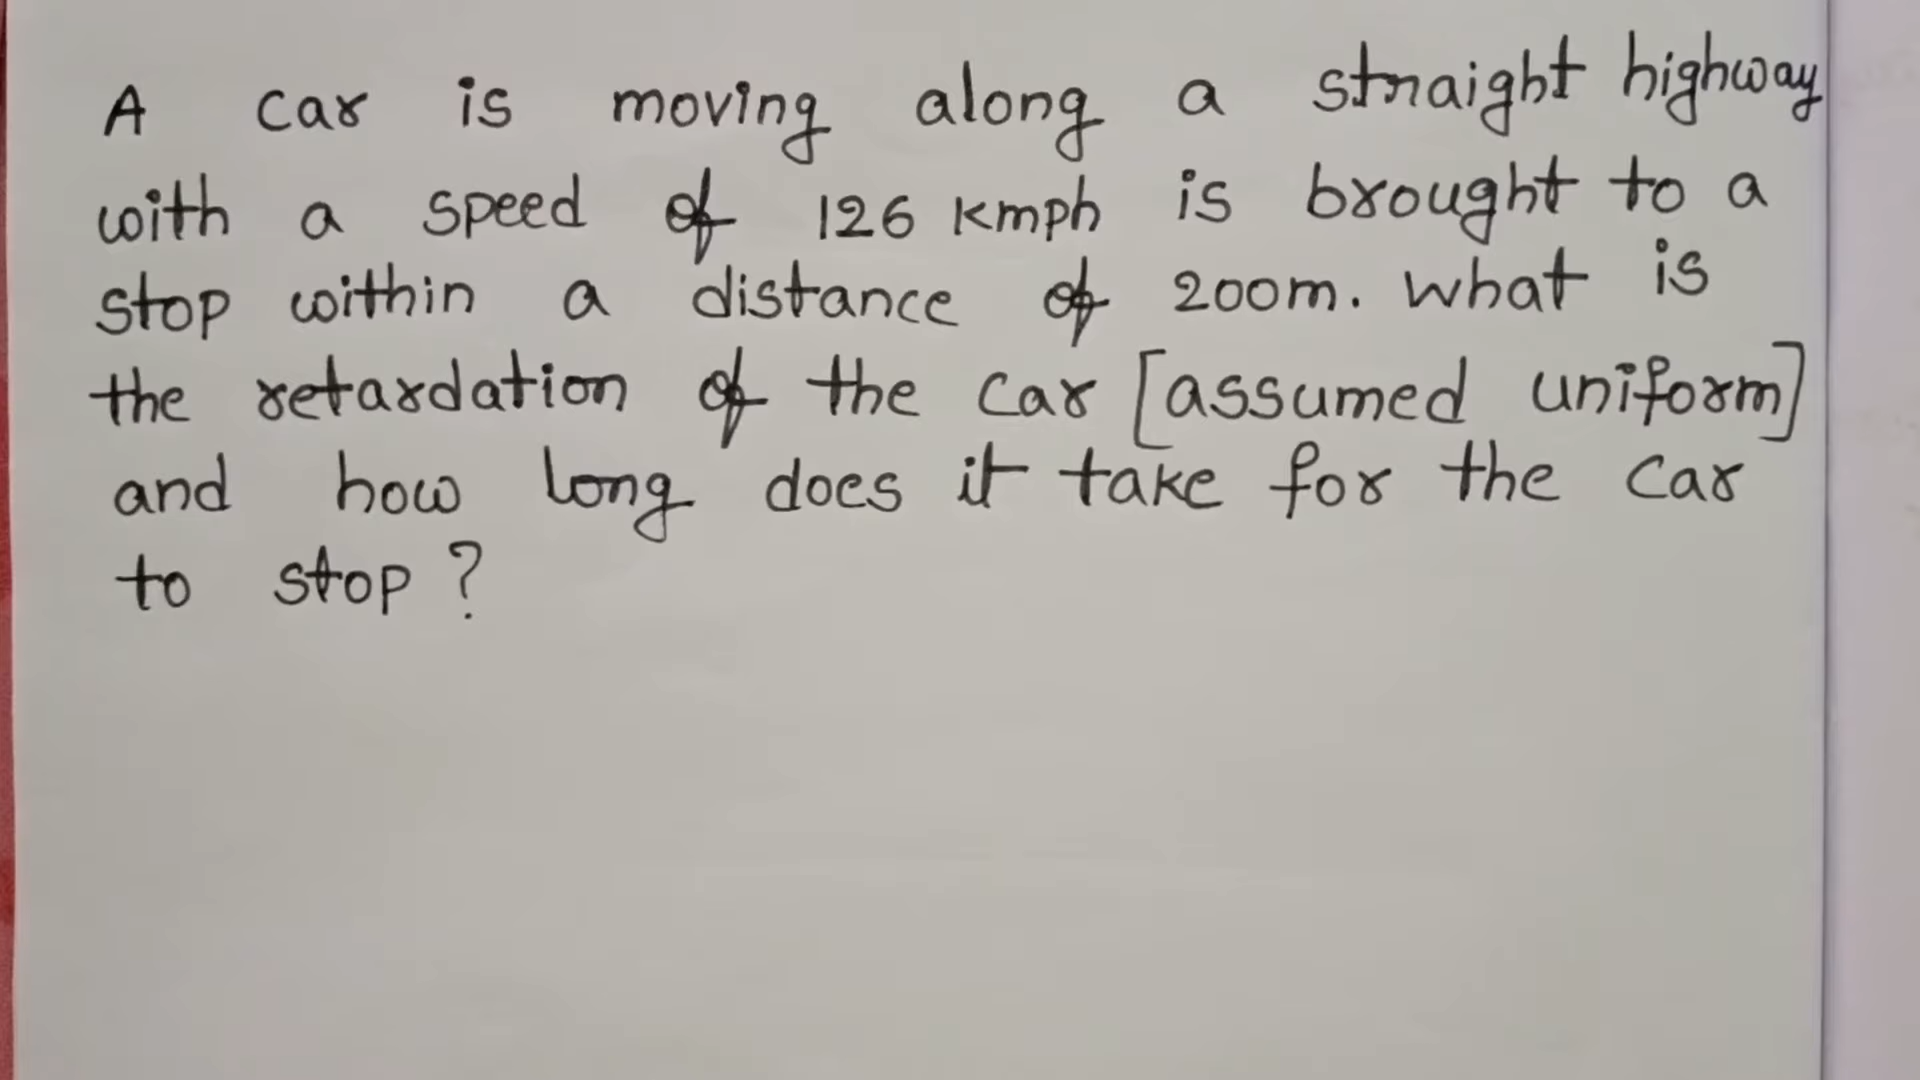 A car is moving along a straight highway
with a speed of 126 kmph is brought to a
stop within a distance of 200m. what is
the retardation of the car [assumed uniform]
and how long does it take for the car
to stop?